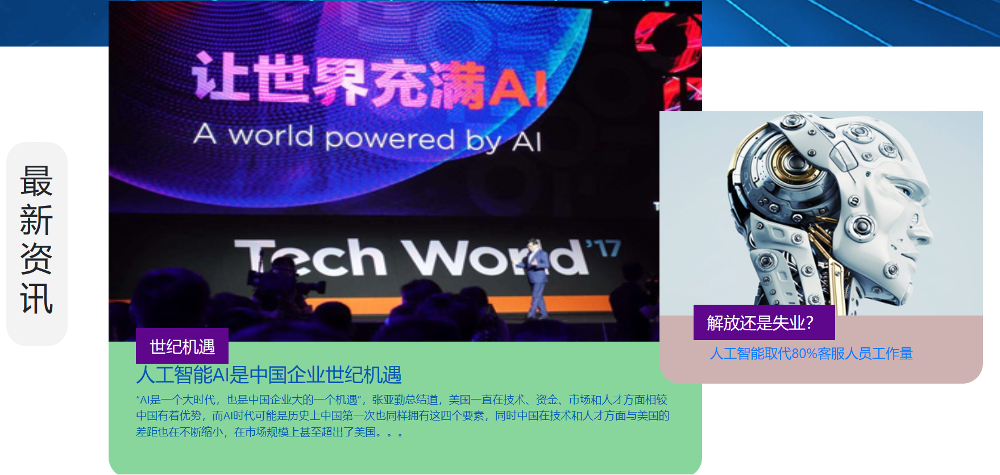 最
新
资
讯
让世界充满AI
A world powered by AI
Tech World '17
世纪机遇
人工智能AI是中国企业世纪机遇
“AI是一个大时代，也是中国企业大的一个机遇”，张亚勤总结道，美国一直在技术、资金、市场和人才方面相较
中国有着优势，而AI时代可能是历史上中国第一次也同样拥有这四个要素，同时中国在技术和人才方面与美国的
差距也在不断缩小，在市场规模上甚至超出了美国。。。
解放还是失业？
人工智能取代80%客服人员工作量